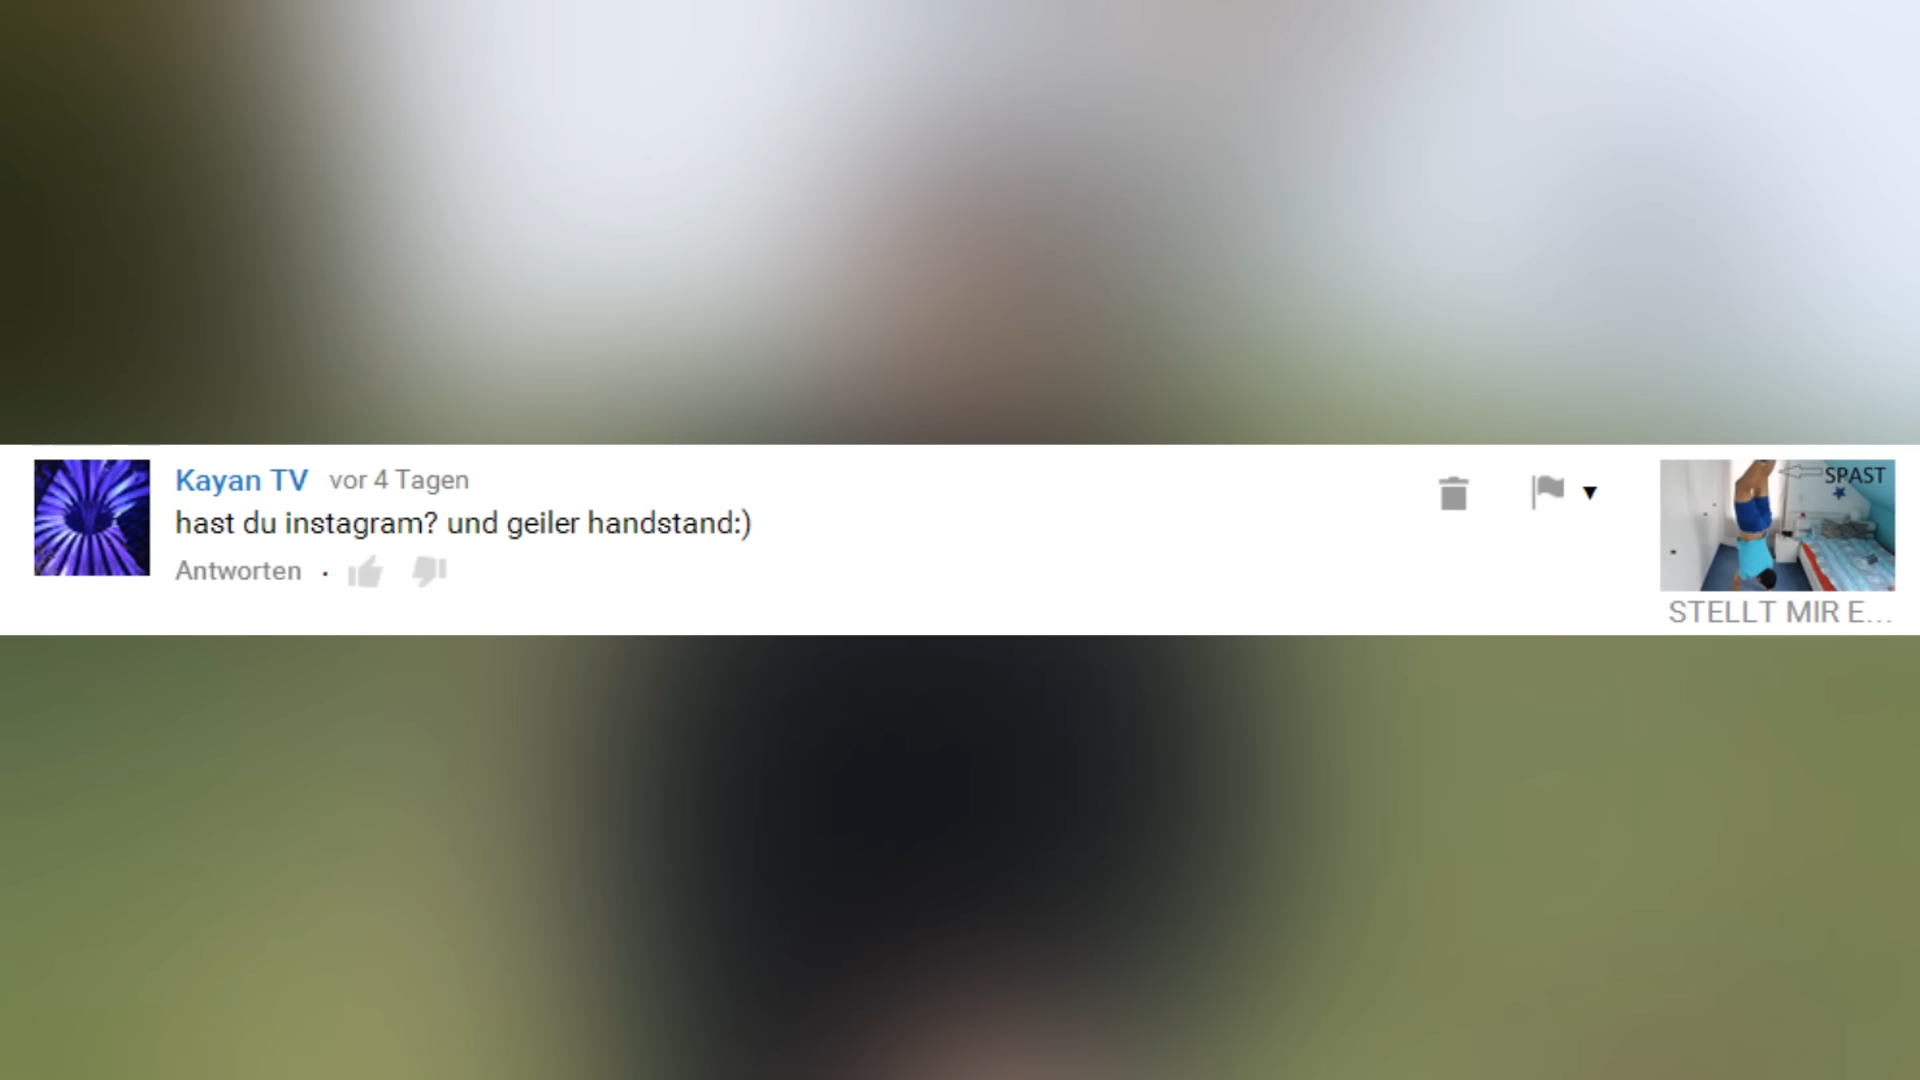 Kayan TV vor 4 Tagen
hast du instagram? und geiler handstand:)
Antworten ·
SPAST
STELLT MIR E...